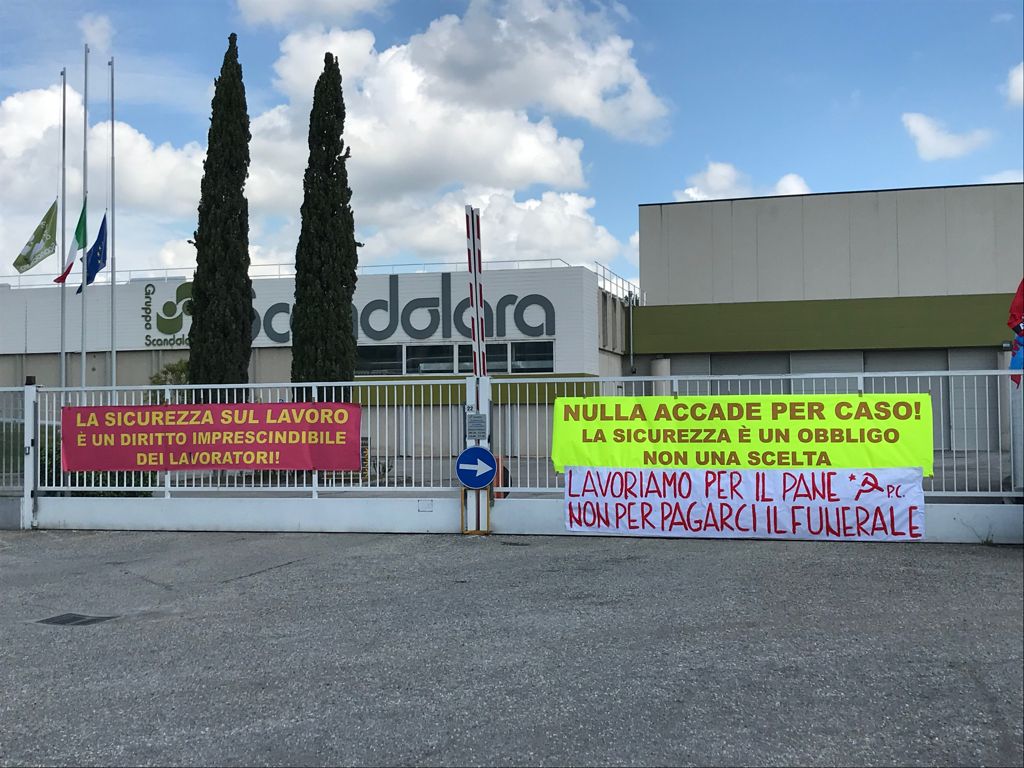 Gruppo
Scandolara
Scandolara
22
LA SICUREZZA SUL LAVORO
È UN DIRITTO IMPRESCINDIBILE
DEI LAVORATORI!
NULLA ACCADE PER CASO!
LA SICUREZZA È UN OBBLIGO
NON UNA SCELTA
LAVORIAMO PER IL PANE P.C.
NON PER PAGARCI IL FUNERALE